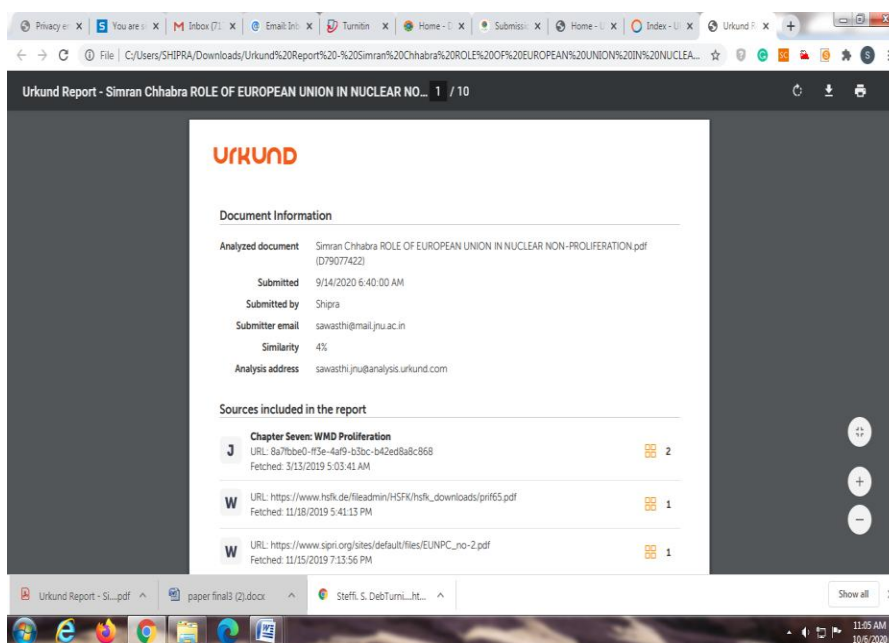 Privacy er
You are s
Inbox (71
Email: Inb
Turnitin
Home - D
Submissi
Home - U
Index - U
Urkund R
File | C:/Users/SHIPRA/Downloads/Urkund%20Report%20-%20Simran%20Chhabra%20ROLE%20OF%20EUROPEAN%20UNION%20IN%20NUCLEA...
Urkund Report - Simran Chhabra ROLE OF EUROPEAN UNION IN NUCLEAR NO... 1 / 10
URKUND
Document Information
Analyzed document Simran Chhabra ROLE OF EUROPEAN UNION IN NUCLEAR NON-PROLIFERATION.pdf
(D79077422)
Submitted 9/14/2020 6:40:00 AM
Submitted by Shipra
Submitter email sawasthi@mail.jnu.ac.in
Similarity 4%
Analysis address sawasthi.jnu@analysis.urkund.com
Sources included in the report
Chapter Seven: WMD Proliferation
J URL: 8a7fbbe0-ff3e-4af9-b3bc-b42ed8a8c868 2
Fetched: 3/13/2019 5:03:41 AM
W URL: https://www.hsfk.de/fileadmin/HSFK/hsfk_downloads/prif65.pdf 1
Fetched: 11/18/2019 5:41:13 PM
W URL: https://www.sipri.org/sites/default/files/EUNPC_no-2.pdf 1
Fetched: 11/15/2019 7:13:56 PM
Urkund Report - Si....pdf
paper final3 (2).docx
Steffi. S. DebTurni....ht...
Show all
11:05 AM